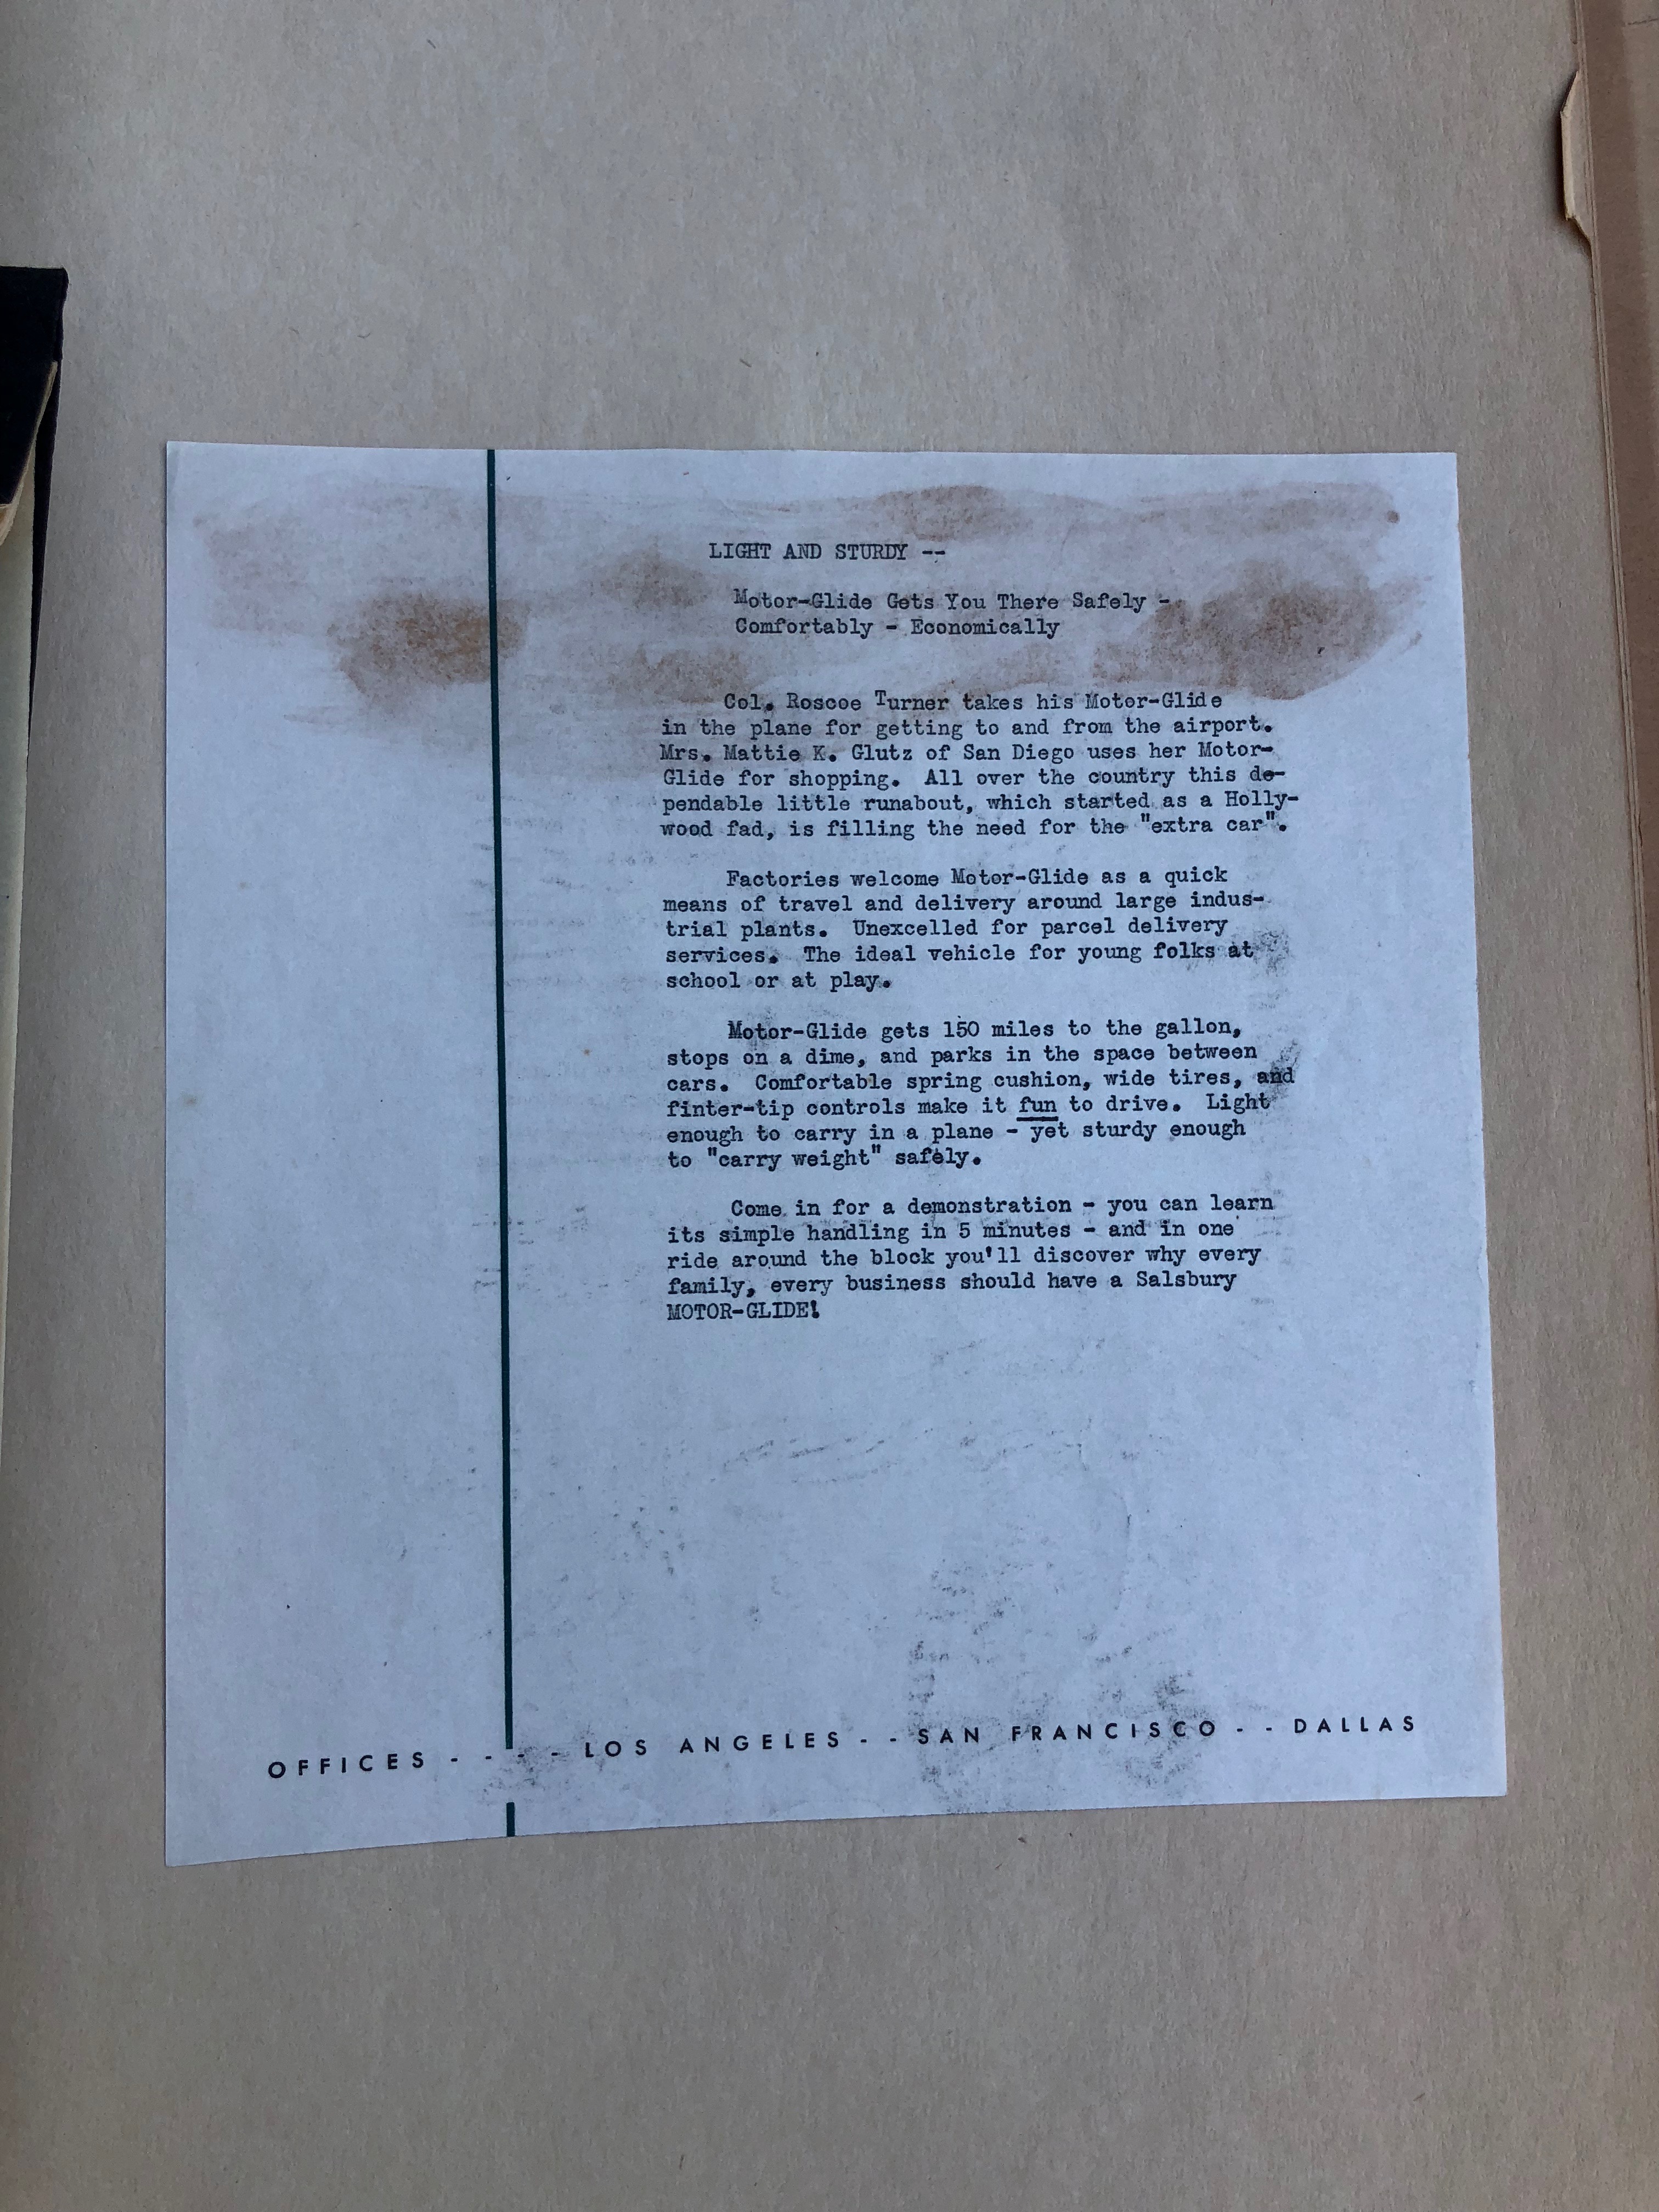 LIGHT AND STURDY --
Motor-Glide Gets You There Safely -
Comfortably - Economically
Col. Roscoe Turner takes his Motor-Glide
in the plane for getting to and from the airport.
Mrs. Mattie K. Glutz of San Diego uses her Motor-
Glide for shopping. All over the country this de-
pendable little runabout, which started as a Holly-
wood fad, is filling the need for the "extra car".
Factories welcome Motor-Glide as a quick
means of travel and delivery around large indus-
trial plants. Unexcelled for parcel delivery
services. The ideal vehicle for young folks at
school or at play.
Motor-Glide gets 150 miles to the gallon,
stops on a dime, and parks in the space between
cars. Comfortable spring cushion, wide tires, and
finter-tip controls make it fun to drive. Light
enough to carry in a plane - yet sturdy enough
to "carry weight" safely.
Come in for a demonstration - you can learn
its simple handling in 5 minutes - and in one
ride around the block you'll discover why every
family, every business should have a Salsbury
MOTOR-GLIDE!
OFFICES - - - - LOS ANGELES - - SAN FRANCISCO - - DALLAS